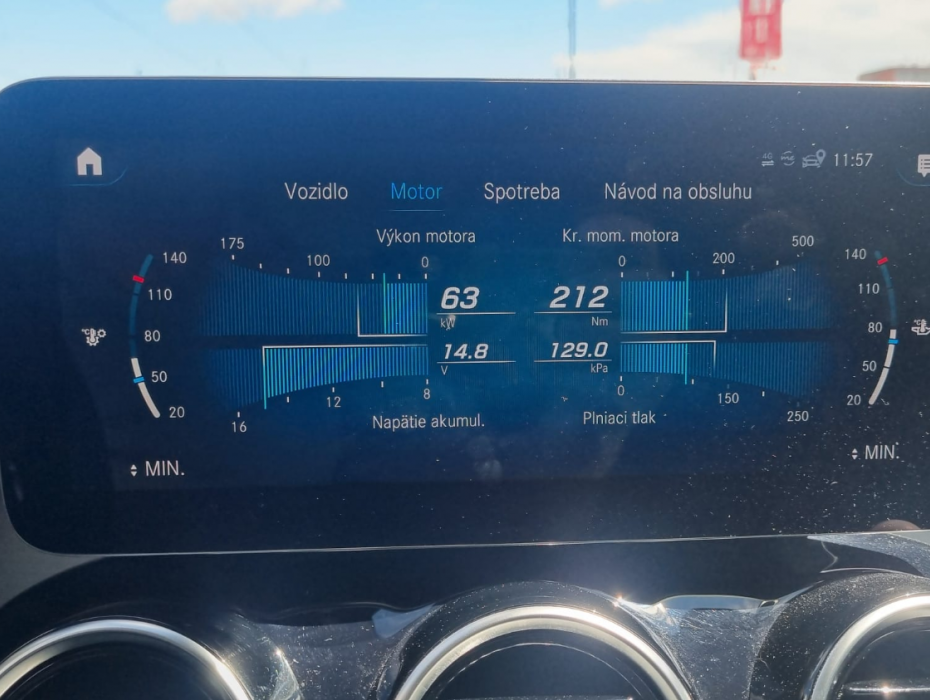 4G 11:57
Vozidlo Motor Spotreba Návod na obsluhu
Výkon motora Kr. mom. motora
175 100 0 0 200 500
140 110 80 50 20
63 kW
212 Nm
14.8 V
129.0 kPa
140 110 80 50 20
16 12 8 0 150 250
Napätie akumul. Plniaci tlak
MIN. MIN.